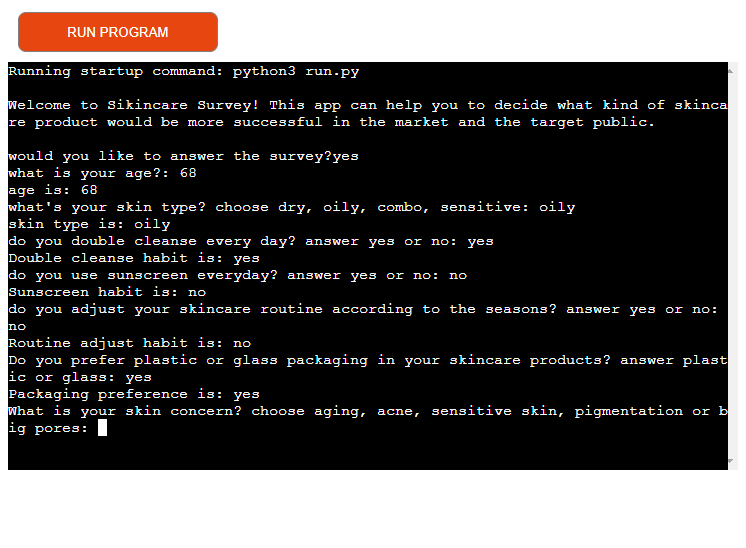 RUN PROGRAM
Running startup command: python3 run.py
Welcome to Sikincare Survey! This app can help you to decide what kind of skinca
re product would be more successful in the market and the target public.
would you like to answer the survey?yes
what is your age?: 68
age is: 68
what's your skin type? choose dry, oily, combo, sensitive: oily
skin type is: oily
do you double cleanse every day? answer yes or no: yes
Double cleanse habit is: yes
do you use sunscreen everyday? answer yes or no: no
Sunscreen habit is: no
do you adjust your skincare routine according to the seasons? answer yes or no:
no
Routine adjust habit is: no
Do you prefer plastic or glass packaging in your skincare products? answer plast
ic or glass: yes
Packaging preference is: yes
What is your skin concern? choose aging, acne, sensitive skin, pigmentation or b
ig pores: